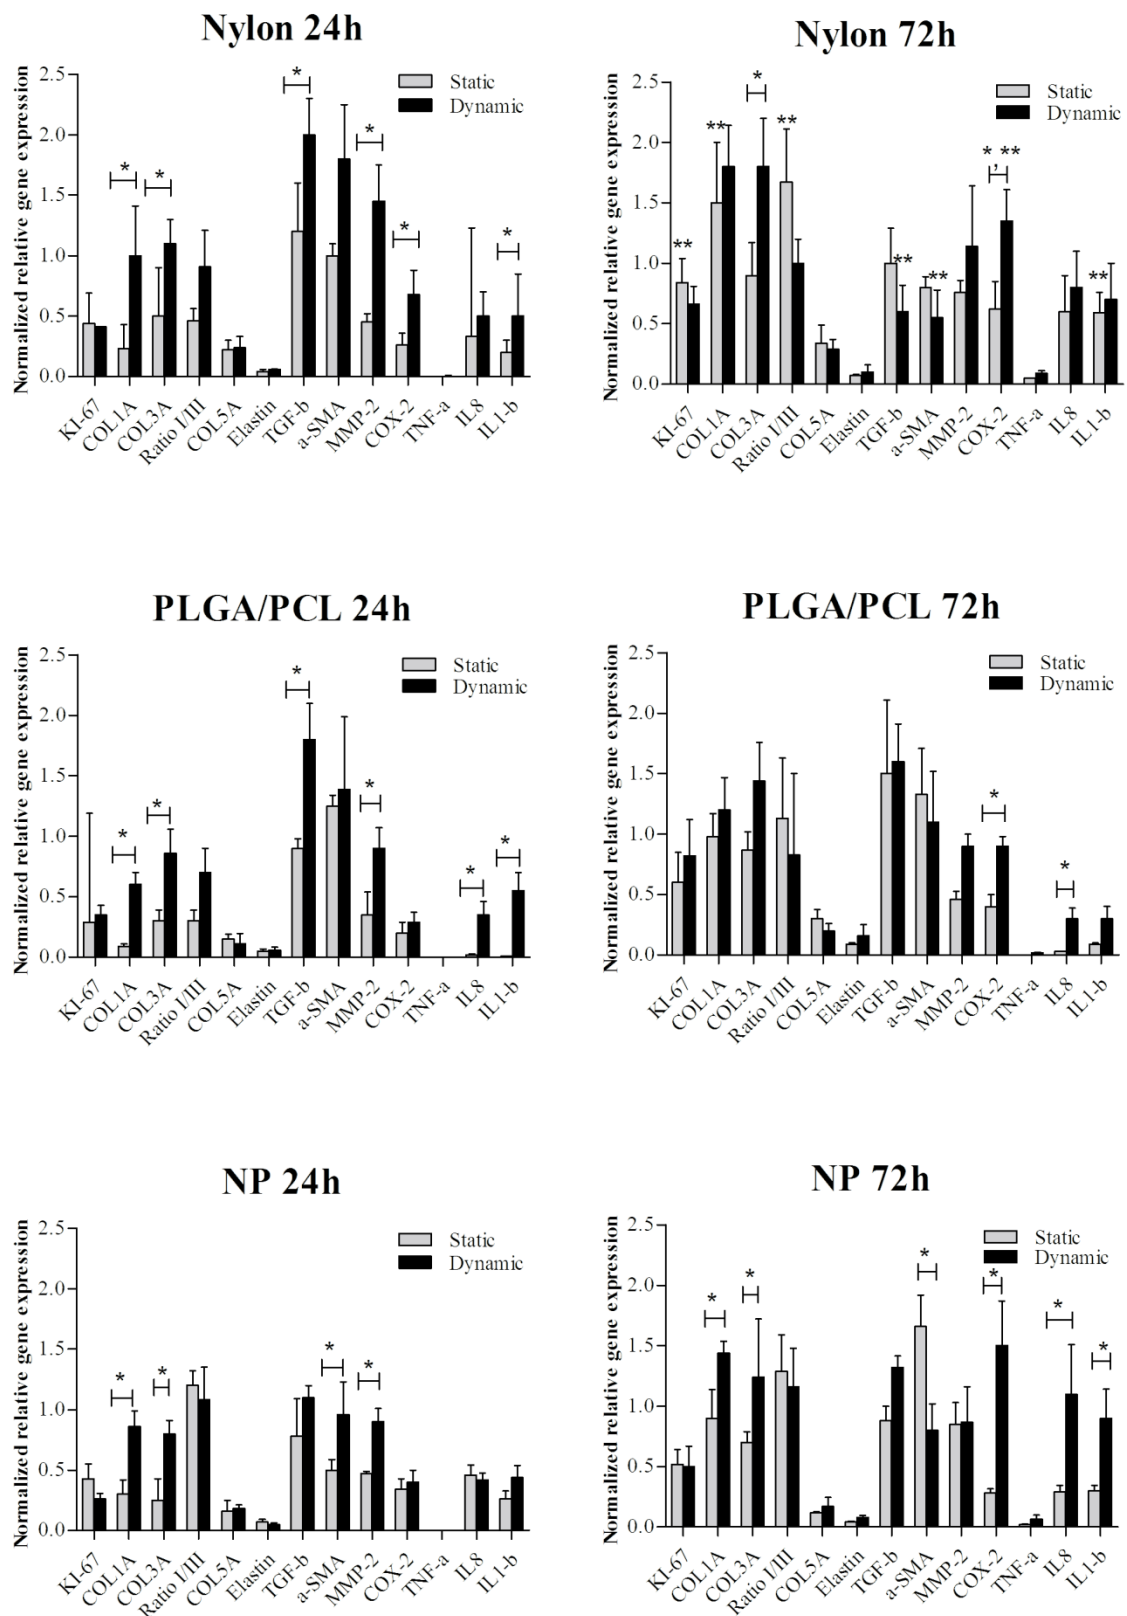 Nylon 24h
Normalized relative gene expression
2.5
2.0
1.5
1.0
0.5
0.0
Static
Dynamic
*
*
*
*
*
*
KI-67
COL1A
COL3A
Ratio I/III
COL5A
Elastin
TGF-b
a-SMA
MMP-2
COX-2
TNF-a
IL8
IL1-b
Nylon 72h
Normalized relative gene expression
2.5
2.0
1.5
1.0
0.5
0.0
Static
Dynamic
**
**
*
**
**
**
*, **
**
KI-67
COL1A
COL3A
Ratio I/III
COL5A
Elastin
TGF-b
a-SMA
MMP-2
COX-2
TNF-a
IL8
IL1-b
PLGA/PCL 24h
Normalized relative gene expression
2.5
2.0
1.5
1.0
0.5
0.0
Static
Dynamic
*
*
*
*
*
*
KI-67
COL1A
COL3A
Ratio I/III
COL5A
Elastin
TGF-b
a-SMA
MMP-2
COX-2
TNF-a
IL8
IL1-b
PLGA/PCL 72h
Normalized relative gene expression
2.5
2.0
1.5
1.0
0.5
0.0
Static
Dynamic
*
*
KI-67
COL1A
COL3A
Ratio I/III
COL5A
Elastin
TGF-b
a-SMA
MMP-2
COX-2
TNF-a
IL8
IL1-b
NP 24h
Normalized relative gene expression
2.5
2.0
1.5
1.0
0.5
0.0
Static
Dynamic
*
*
*
*
KI-67
COL1A
COL3A
Ratio I/III
COL5A
Elastin
TGF-b
a-SMA
MMP-2
COX-2
TNF-a
IL8
IL1-b
NP 72h
Normalized relative gene expression
2.5
2.0
1.5
1.0
0.5
0.0
Static
Dynamic
*
*
*
*
*
*
KI-67
COL1A
COL3A
Ratio I/III
COL5A
Elastin
TGF-b
a-SMA
MMP-2
COX-2
TNF-a
IL8
IL1-b